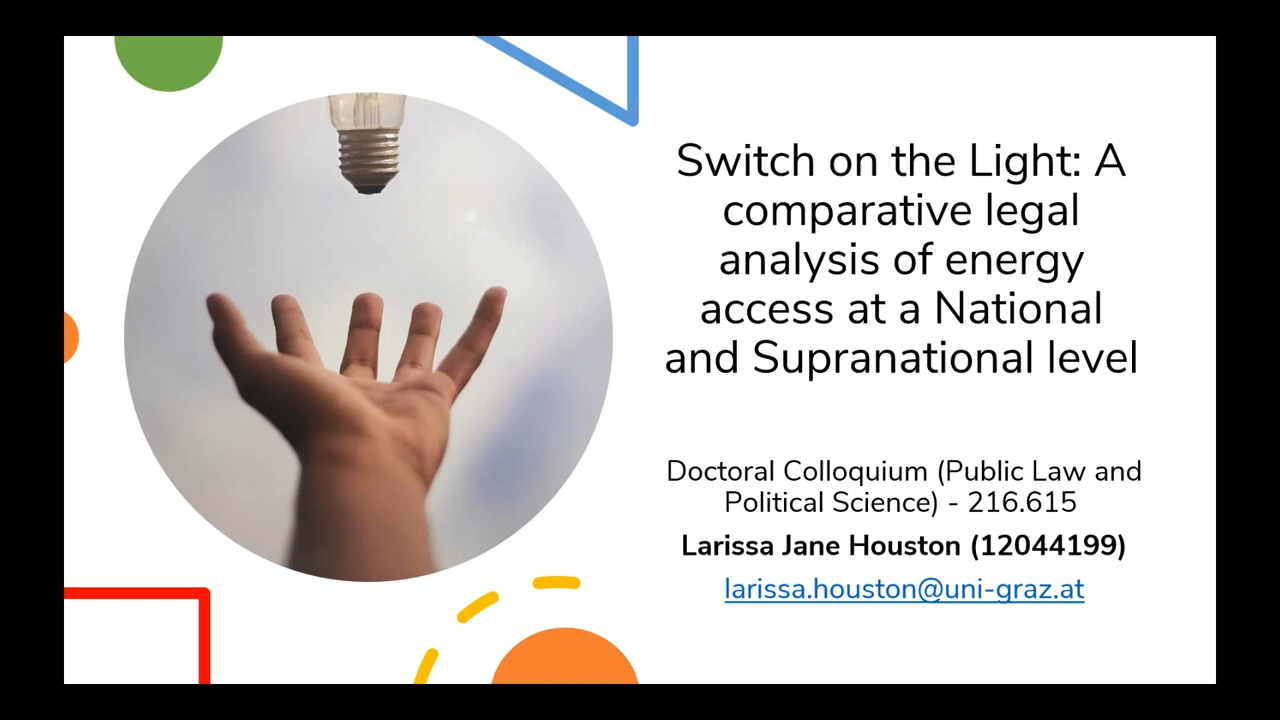 Switch on the Light: A
comparative legal
analysis of energy
access at a National
and Supranational level
Doctoral Colloquium (Public Law and
Political Science) - 216.615
Larissa Jane Houston (12044199)
larissa.houston@uni-graz.at